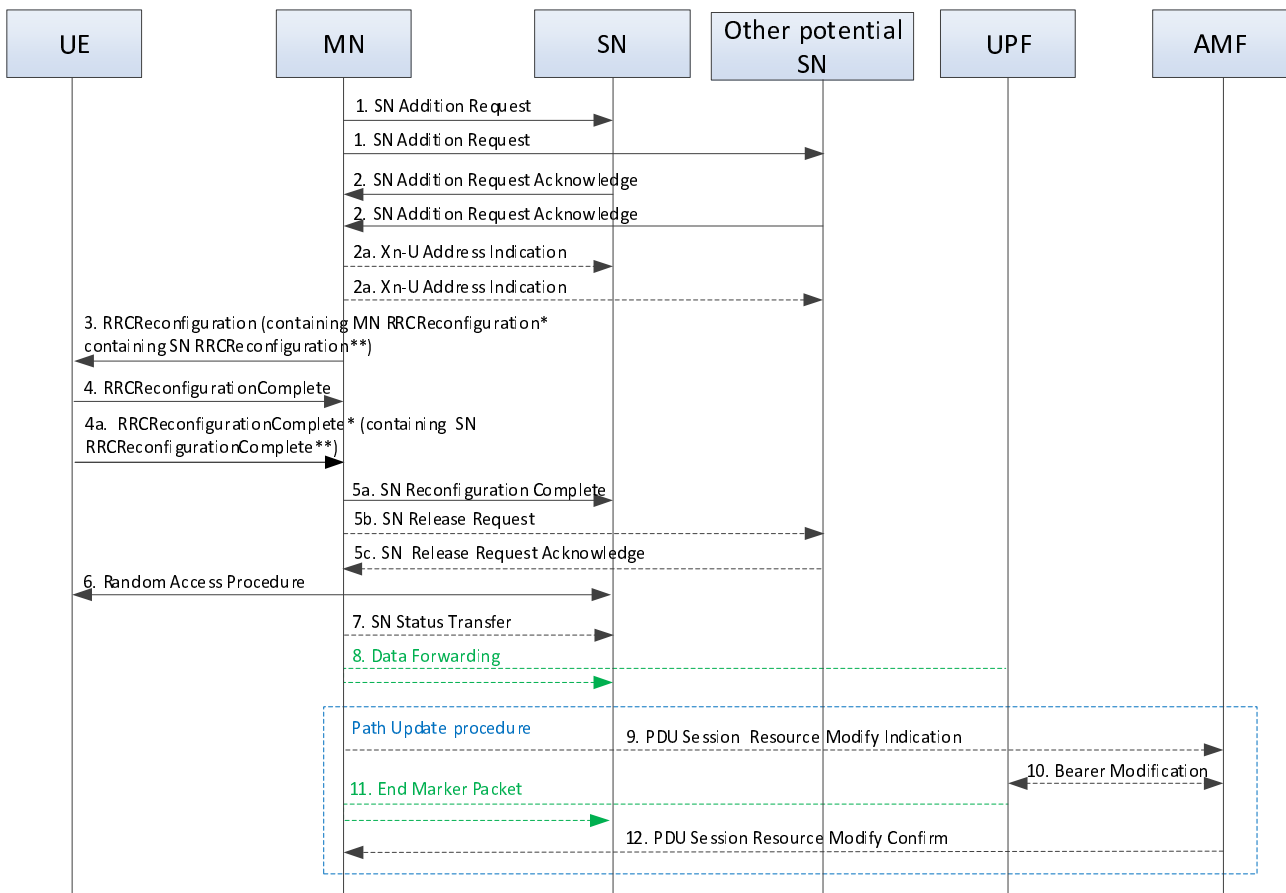 UE
MN
SN
Other potential
SN
UPF
AMF
1. SN Addition Request
1. SN Addition Request
2. SN Addition Request Acknowledge
2. SN Addition Request Acknowledge
2a. Xn-U Address Indication
2a. Xn-U Address Indication
3. RRCReconfiguration (containing MN RRCReconfiguration*
containing SN RRCReconfiguration**)
4. RRCReconfigurationComplete
4a. RRCReconfigurationComplete* (containing SN
RRCReconfigurationComplete**)
5a. SN Reconfiguration Complete
5b. SN Release Request
5c. SN Release Request Acknowledge
6. Random Access Procedure
7. SN Status Transfer
8. Data Forwarding
Path Update procedure
9. PDU Session Resource Modify Indication
10. Bearer Modification
11. End Marker Packet
12. PDU Session Resource Modify Confirm